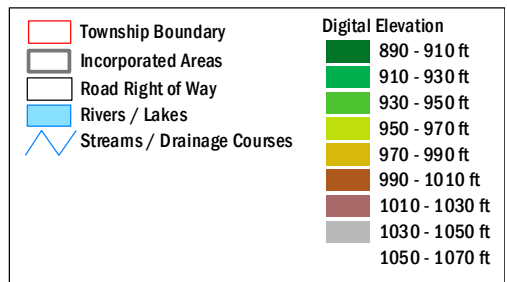 Township Boundary
Incorporated Areas
Road Right of Way
Rivers / Lakes
Streams / Drainage Courses
Digital Elevation
890 - 910 ft
910 - 930 ft
930 - 950 ft
950 - 970 ft
970 - 990 ft
990 - 1010 ft
1010 - 1030 ft
1030 - 1050 ft
1050 - 1070 ft